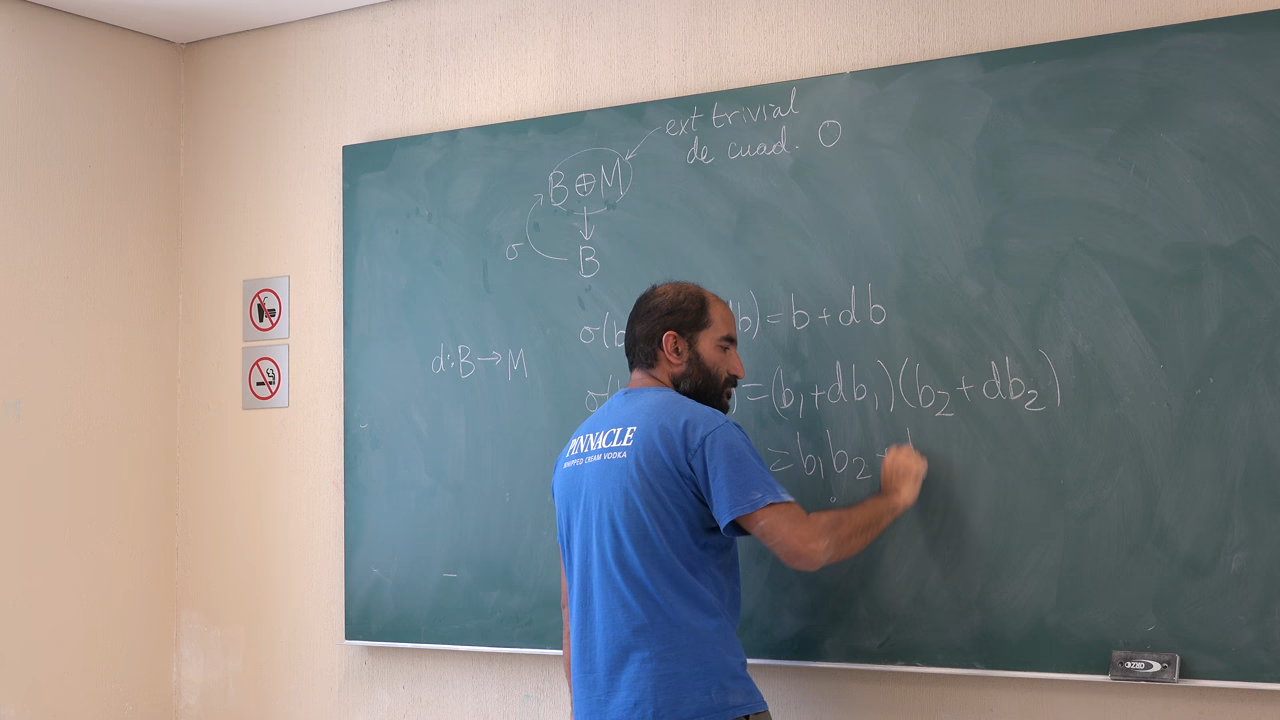 ext trivial
de cuad. 0
B⊕M
↓
σ
B
σ(b b)=b+db
d:B→M
σ( )=(b₁+db₁)(b₂+db₂)
=b₁b₂+
PINNACLE
WHIPPED CREAM VODKA